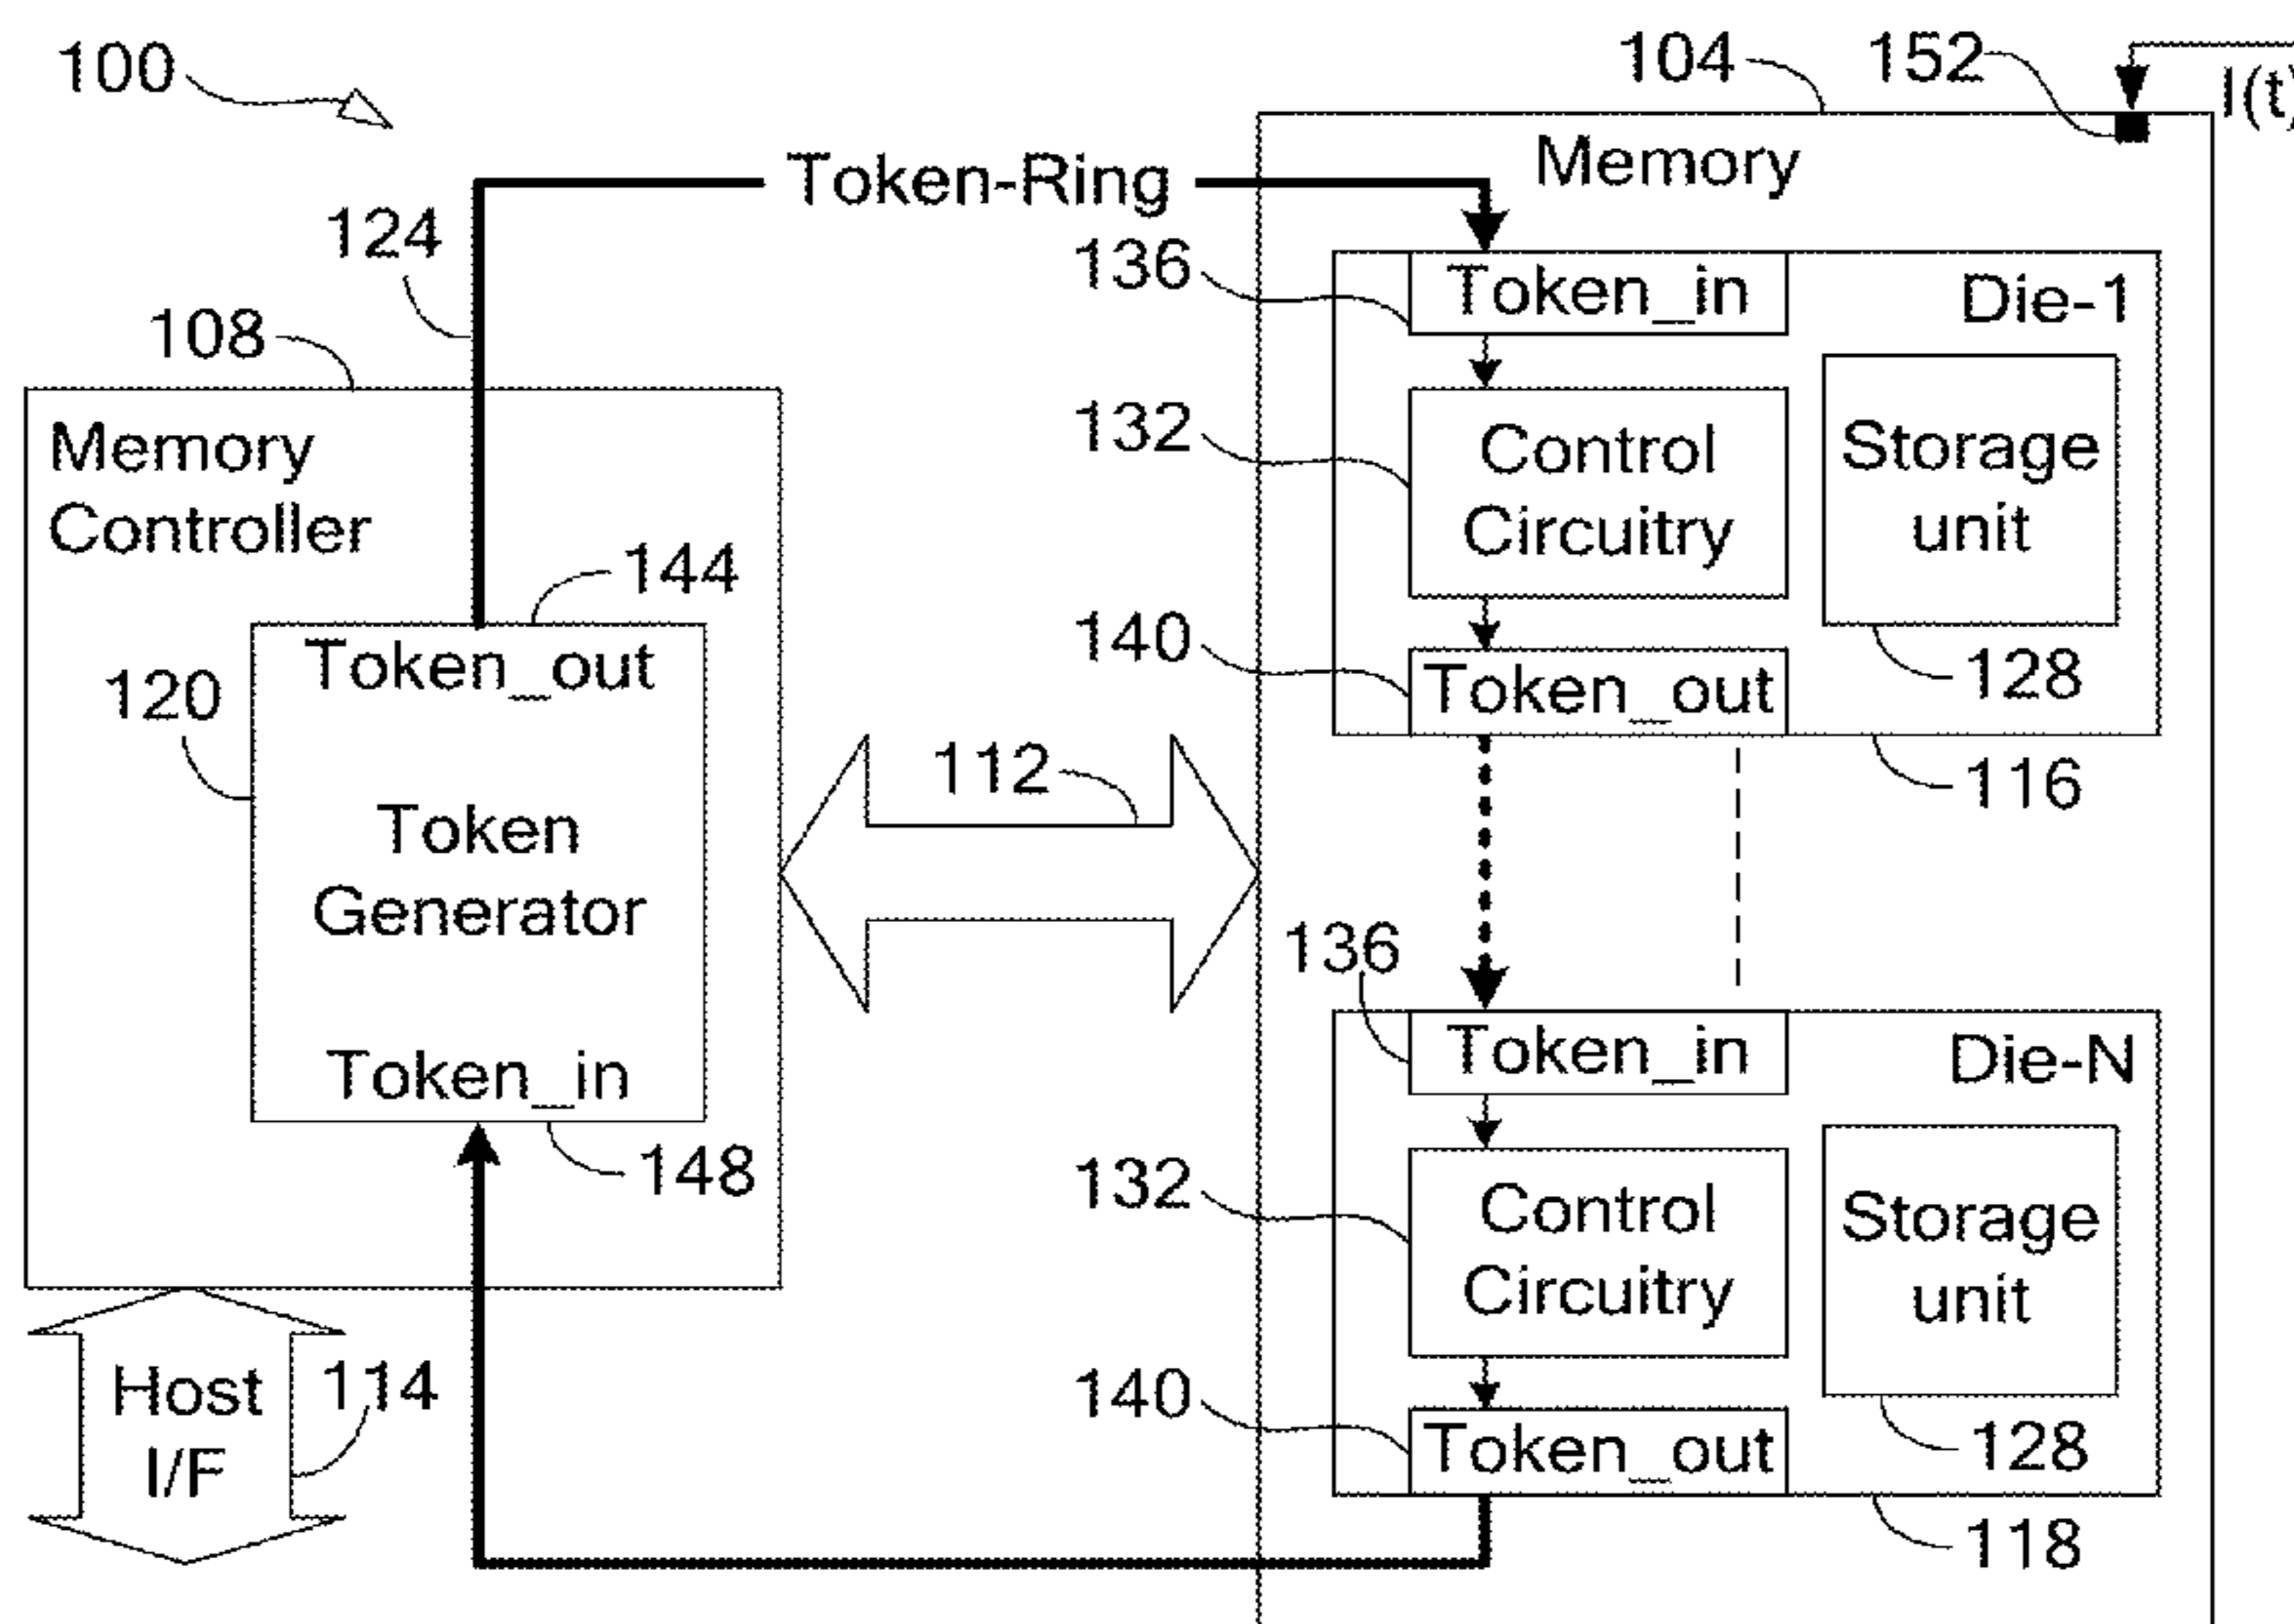 100
104
152
I(t)
Memory
Token-Ring
124
136
Token_in
Die-1
108
Memory
Controller
132
Control
Circuitry
Storage
unit
144
Token_out
120
140
Token_out
128
112
116
Token
Generator
136
Token_in
Die-N
Token_in
148
132
Control
Circuitry
Storage
unit
Host
I/F
114
140
Token_out
128
118